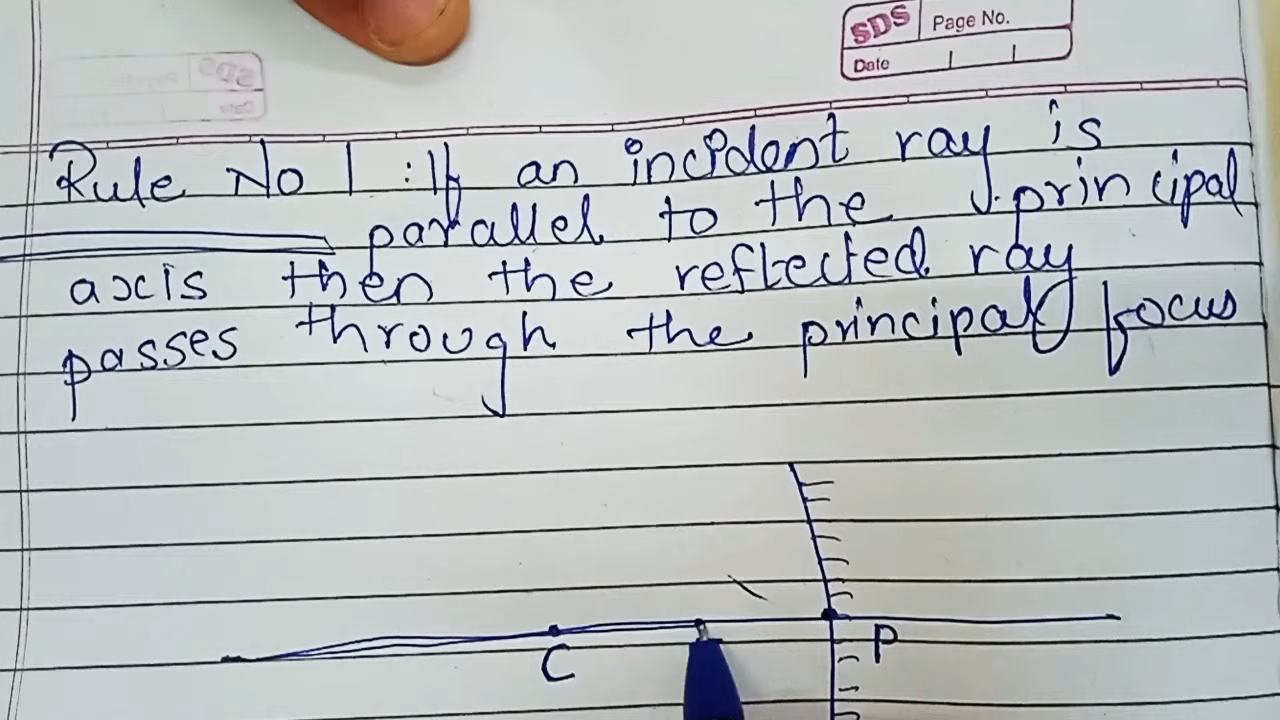 SDS Page No.
Date
Rule No 1 : If an incident ray is
parallel to the principal
axis then the reflected ray
passes through the principal focus
C
P